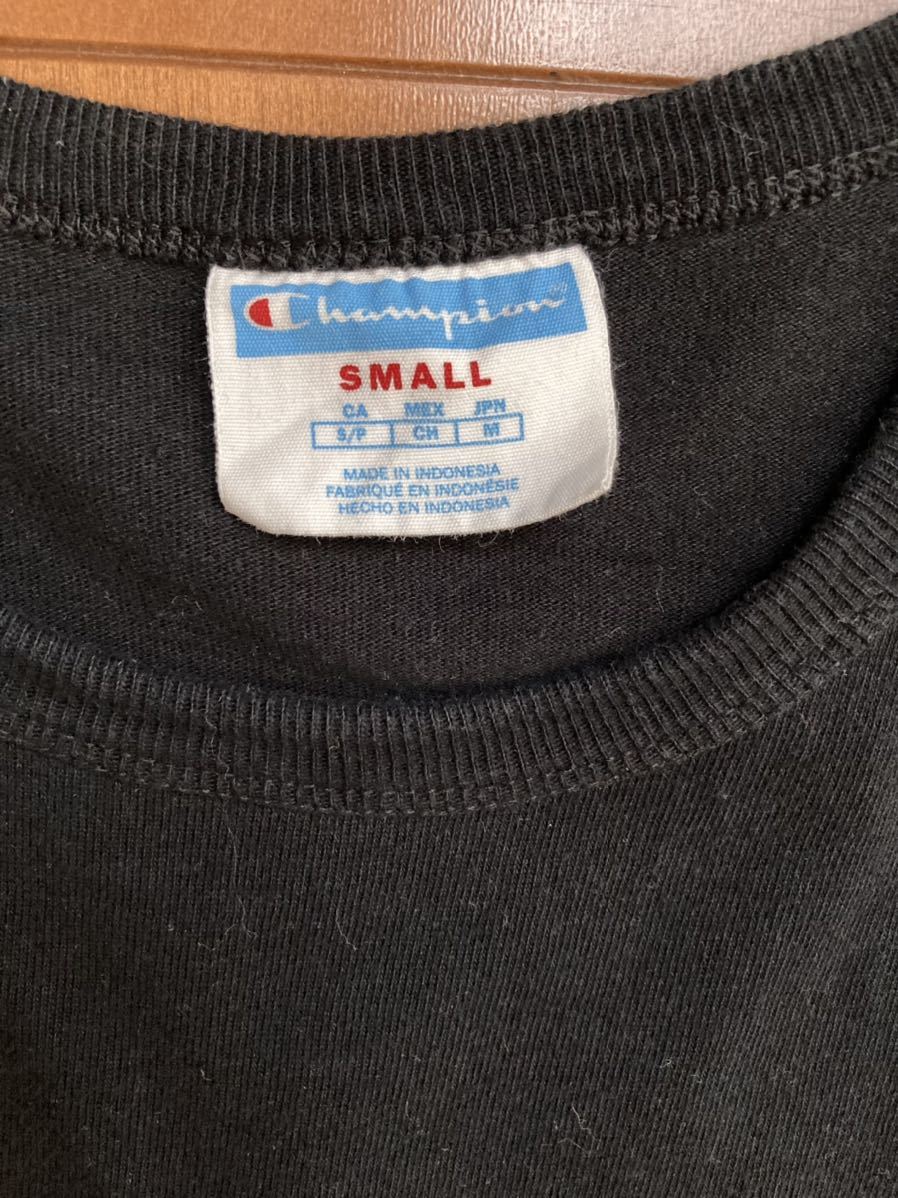 Champion®
SMALL
CA MEX JPN
S/P CH M
MADE IN INDONESIA
FABRIQUÉ EN INDONÉSIE
HECHO EN INDONESIA